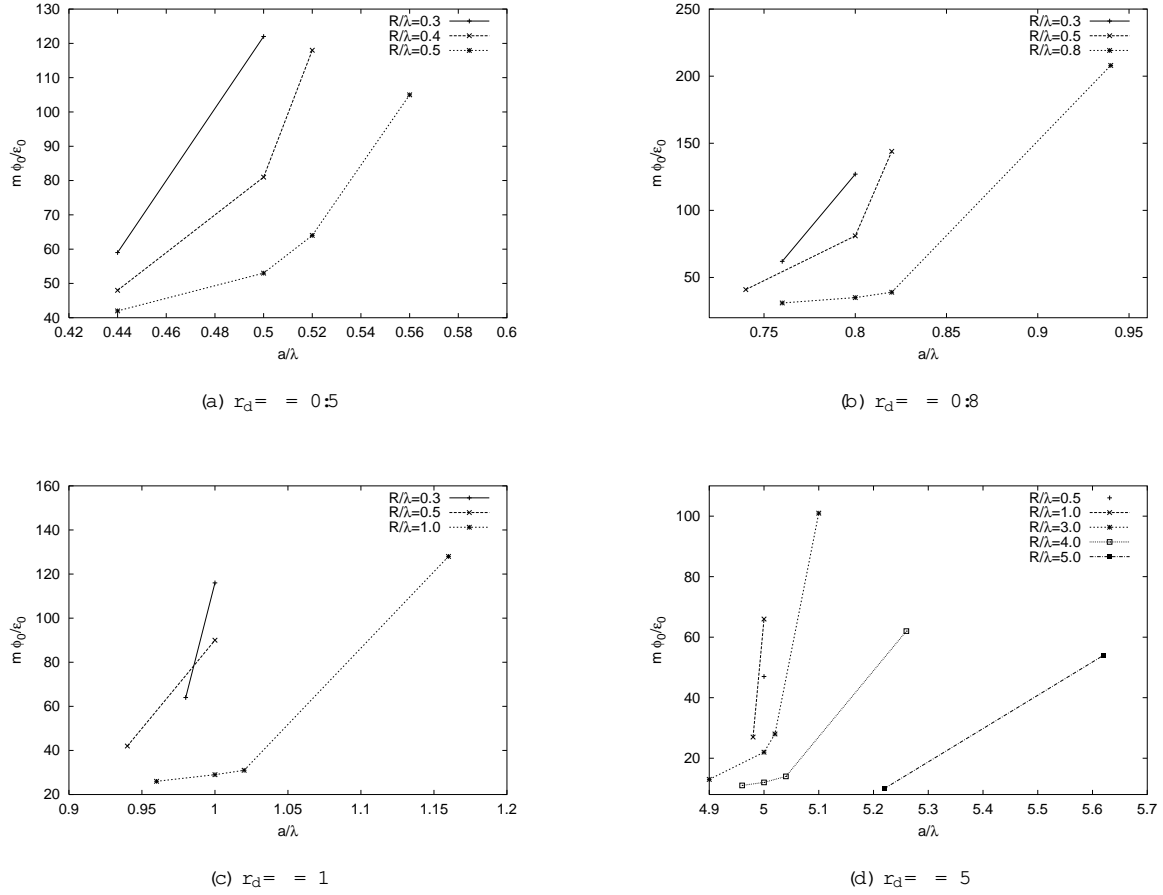 130
120
110
100
90
80
70
60
50
40
0.42 0.44 0.46 0.48 0.5 0.52 0.54 0.56 0.58 0.6
m ϕ₀/ε₀
a/λ
R/λ=0.3
R/λ=0.4
R/λ=0.5
(a) r_d= = 0:5
250
200
150
100
50
0.75 0.8 0.85 0.9 0.95
m ϕ₀/ε₀
a/λ
R/λ=0.3
R/λ=0.5
R/λ=0.8
(b) r_d= = 0:8
160
140
120
100
80
60
40
20
0.9 0.95 1 1.05 1.1 1.15 1.2
m ϕ₀/ε₀
a/λ
R/λ=0.3
R/λ=0.5
R/λ=1.0
(c) r_d= = 1
100
80
60
40
20
4.9 5 5.1 5.2 5.3 5.4 5.5 5.6 5.7
m ϕ₀/ε₀
a/λ
R/λ=0.5
R/λ=1.0
R/λ=3.0
R/λ=4.0
R/λ=5.0
(d) r_d= = 5